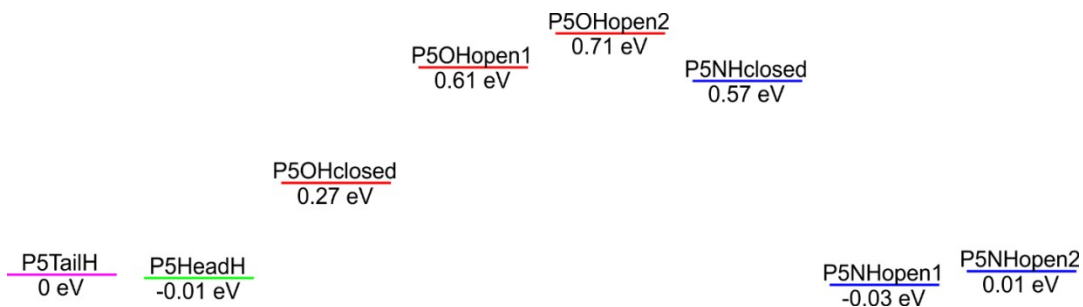 P5OHopen2
0.71 eV
P5OHopen1
0.61 eV
P5NHclosed
0.57 eV
P5OHclosed
0.27 eV
P5TailH
0 eV
P5HeadH
-0.01 eV
P5NHopen1
-0.03 eV
P5NHopen2
0.01 eV